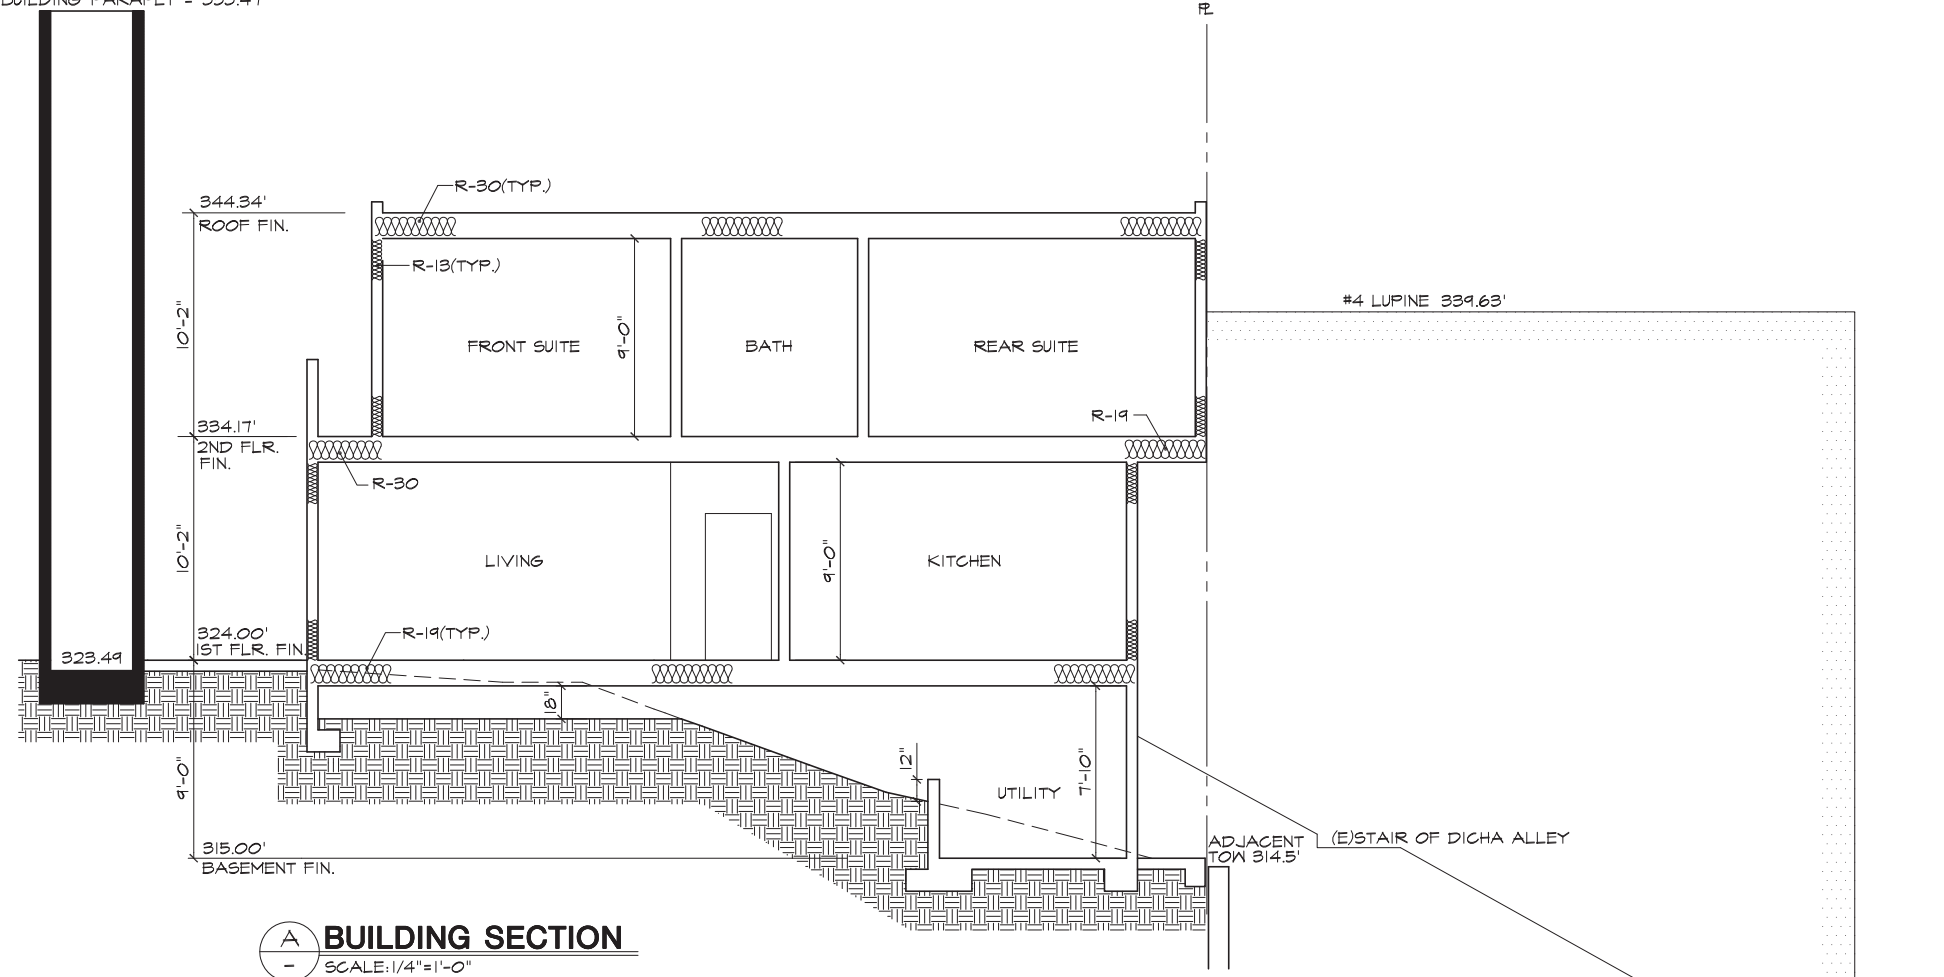 BUILDING PARAPET = 353.47
PL
344.34'
ROOF FIN.
R-30(TYP.)
R-13(TYP.)
10'-2"
FRONT SUITE
9'-0"
BATH
REAR SUITE
#4 LUPINE 339.63'
334.17'
2ND FLR.
FIN.
R-30
R-19
10'-2"
LIVING
9'-0"
KITCHEN
324.00'
1ST FLR. FIN.
R-19(TYP.)
323.49
18"
9'-0"
12"
UTILITY
7'-10"
315.00'
BASEMENT FIN.
ADJACENT
TOW 314.5'
(E)STAIR OF DICHA ALLEY
A
-
BUILDING SECTION
SCALE:1/4"=1'-0"